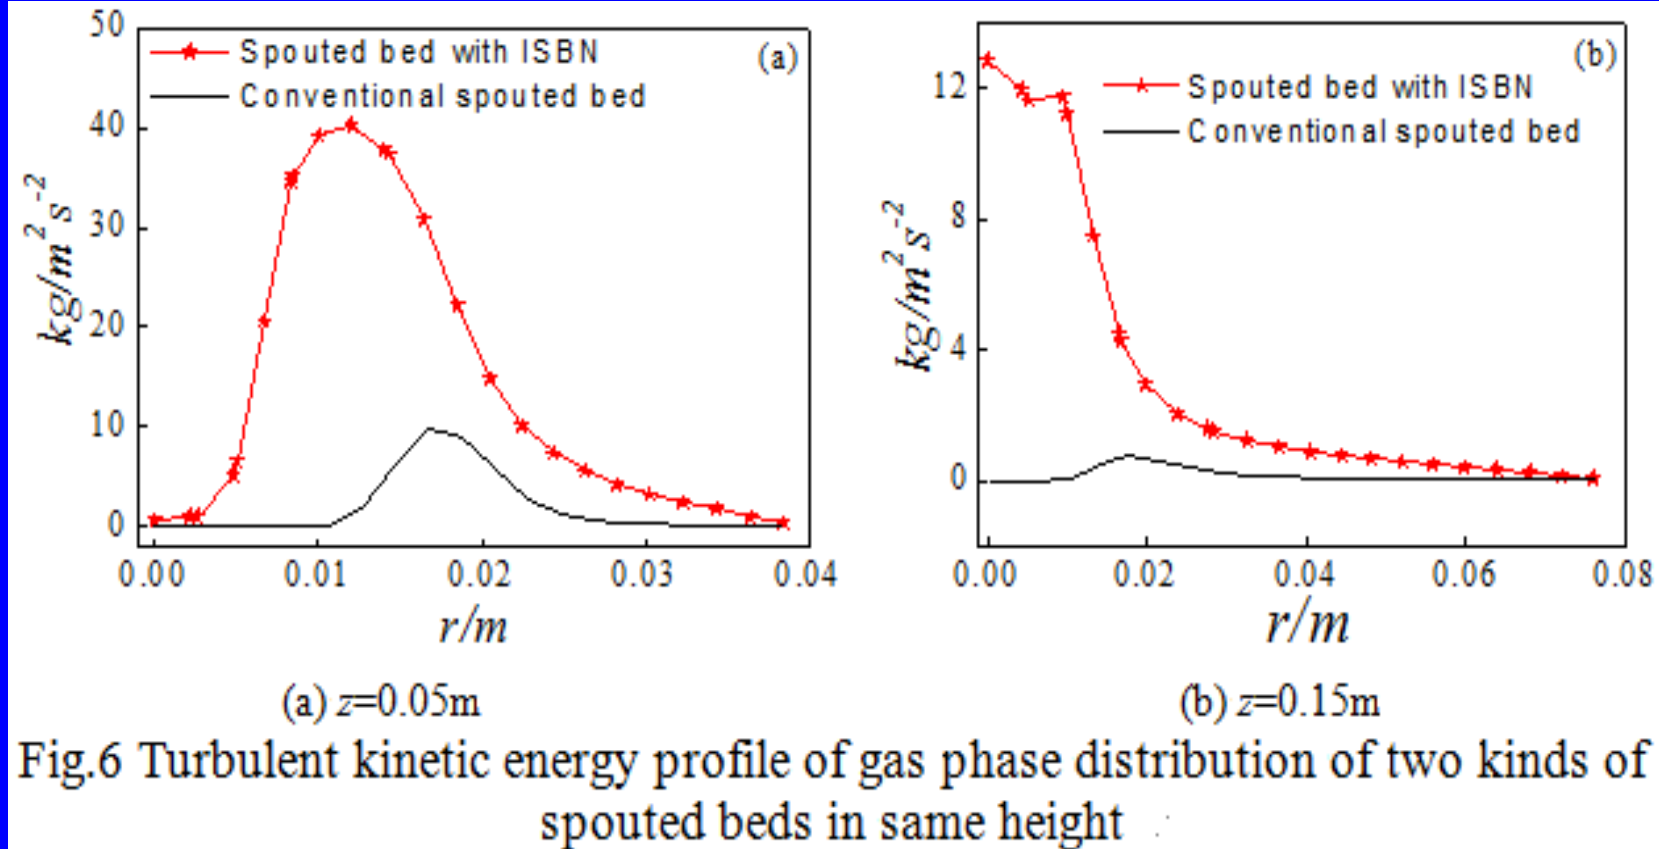 50
40
30
20
10
0
kg/m² s⁻²
Spouted bed with ISBN
Conventional spouted bed
(a)
0.00 0.01 0.02 0.03 0.04
r/m
12
8
4
0
kg/m² s⁻²
(b)
Spouted bed with ISBN
Conventional spouted bed
0.00 0.02 0.04 0.06 0.08
r/m
(a) z=0.05m
(b) z=0.15m
Fig.6 Turbulent kinetic energy profile of gas phase distribution of two kinds of
spouted beds in same height